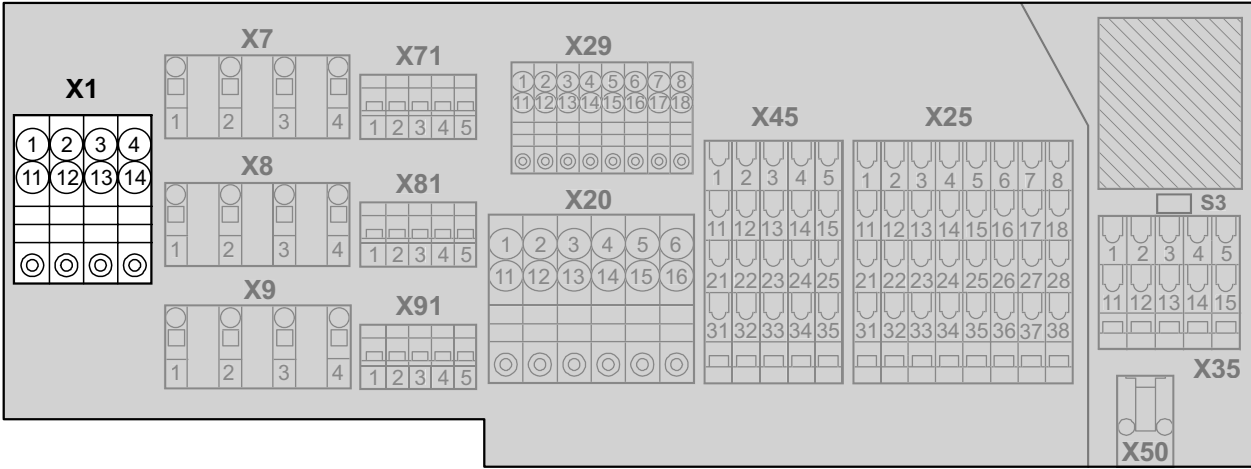 X1
1 2 3 4
11 12 13 14
X7
1 2 3 4
X8
1 2 3 4
X9
1 2 3 4
X71
1 2 3 4 5
X81
1 2 3 4 5
X91
1 2 3 4 5
X29
1 2 3 4 5 6 7 8
11 12 13 14 15 16 17 18
X20
1 2 3 4 5 6
11 12 13 14 15 16
X45
1 2 3 4 5
11 12 13 14 15
21 22 23 24 25
31 32 33 34 35
X25
1 2 3 4 5 6 7 8
11 12 13 14 15 16 17 18
21 22 23 24 25 26 27 28
31 32 33 34 35 36 37 38
S3
1 2 3 4 5
11 12 13 14 15
X35
X50